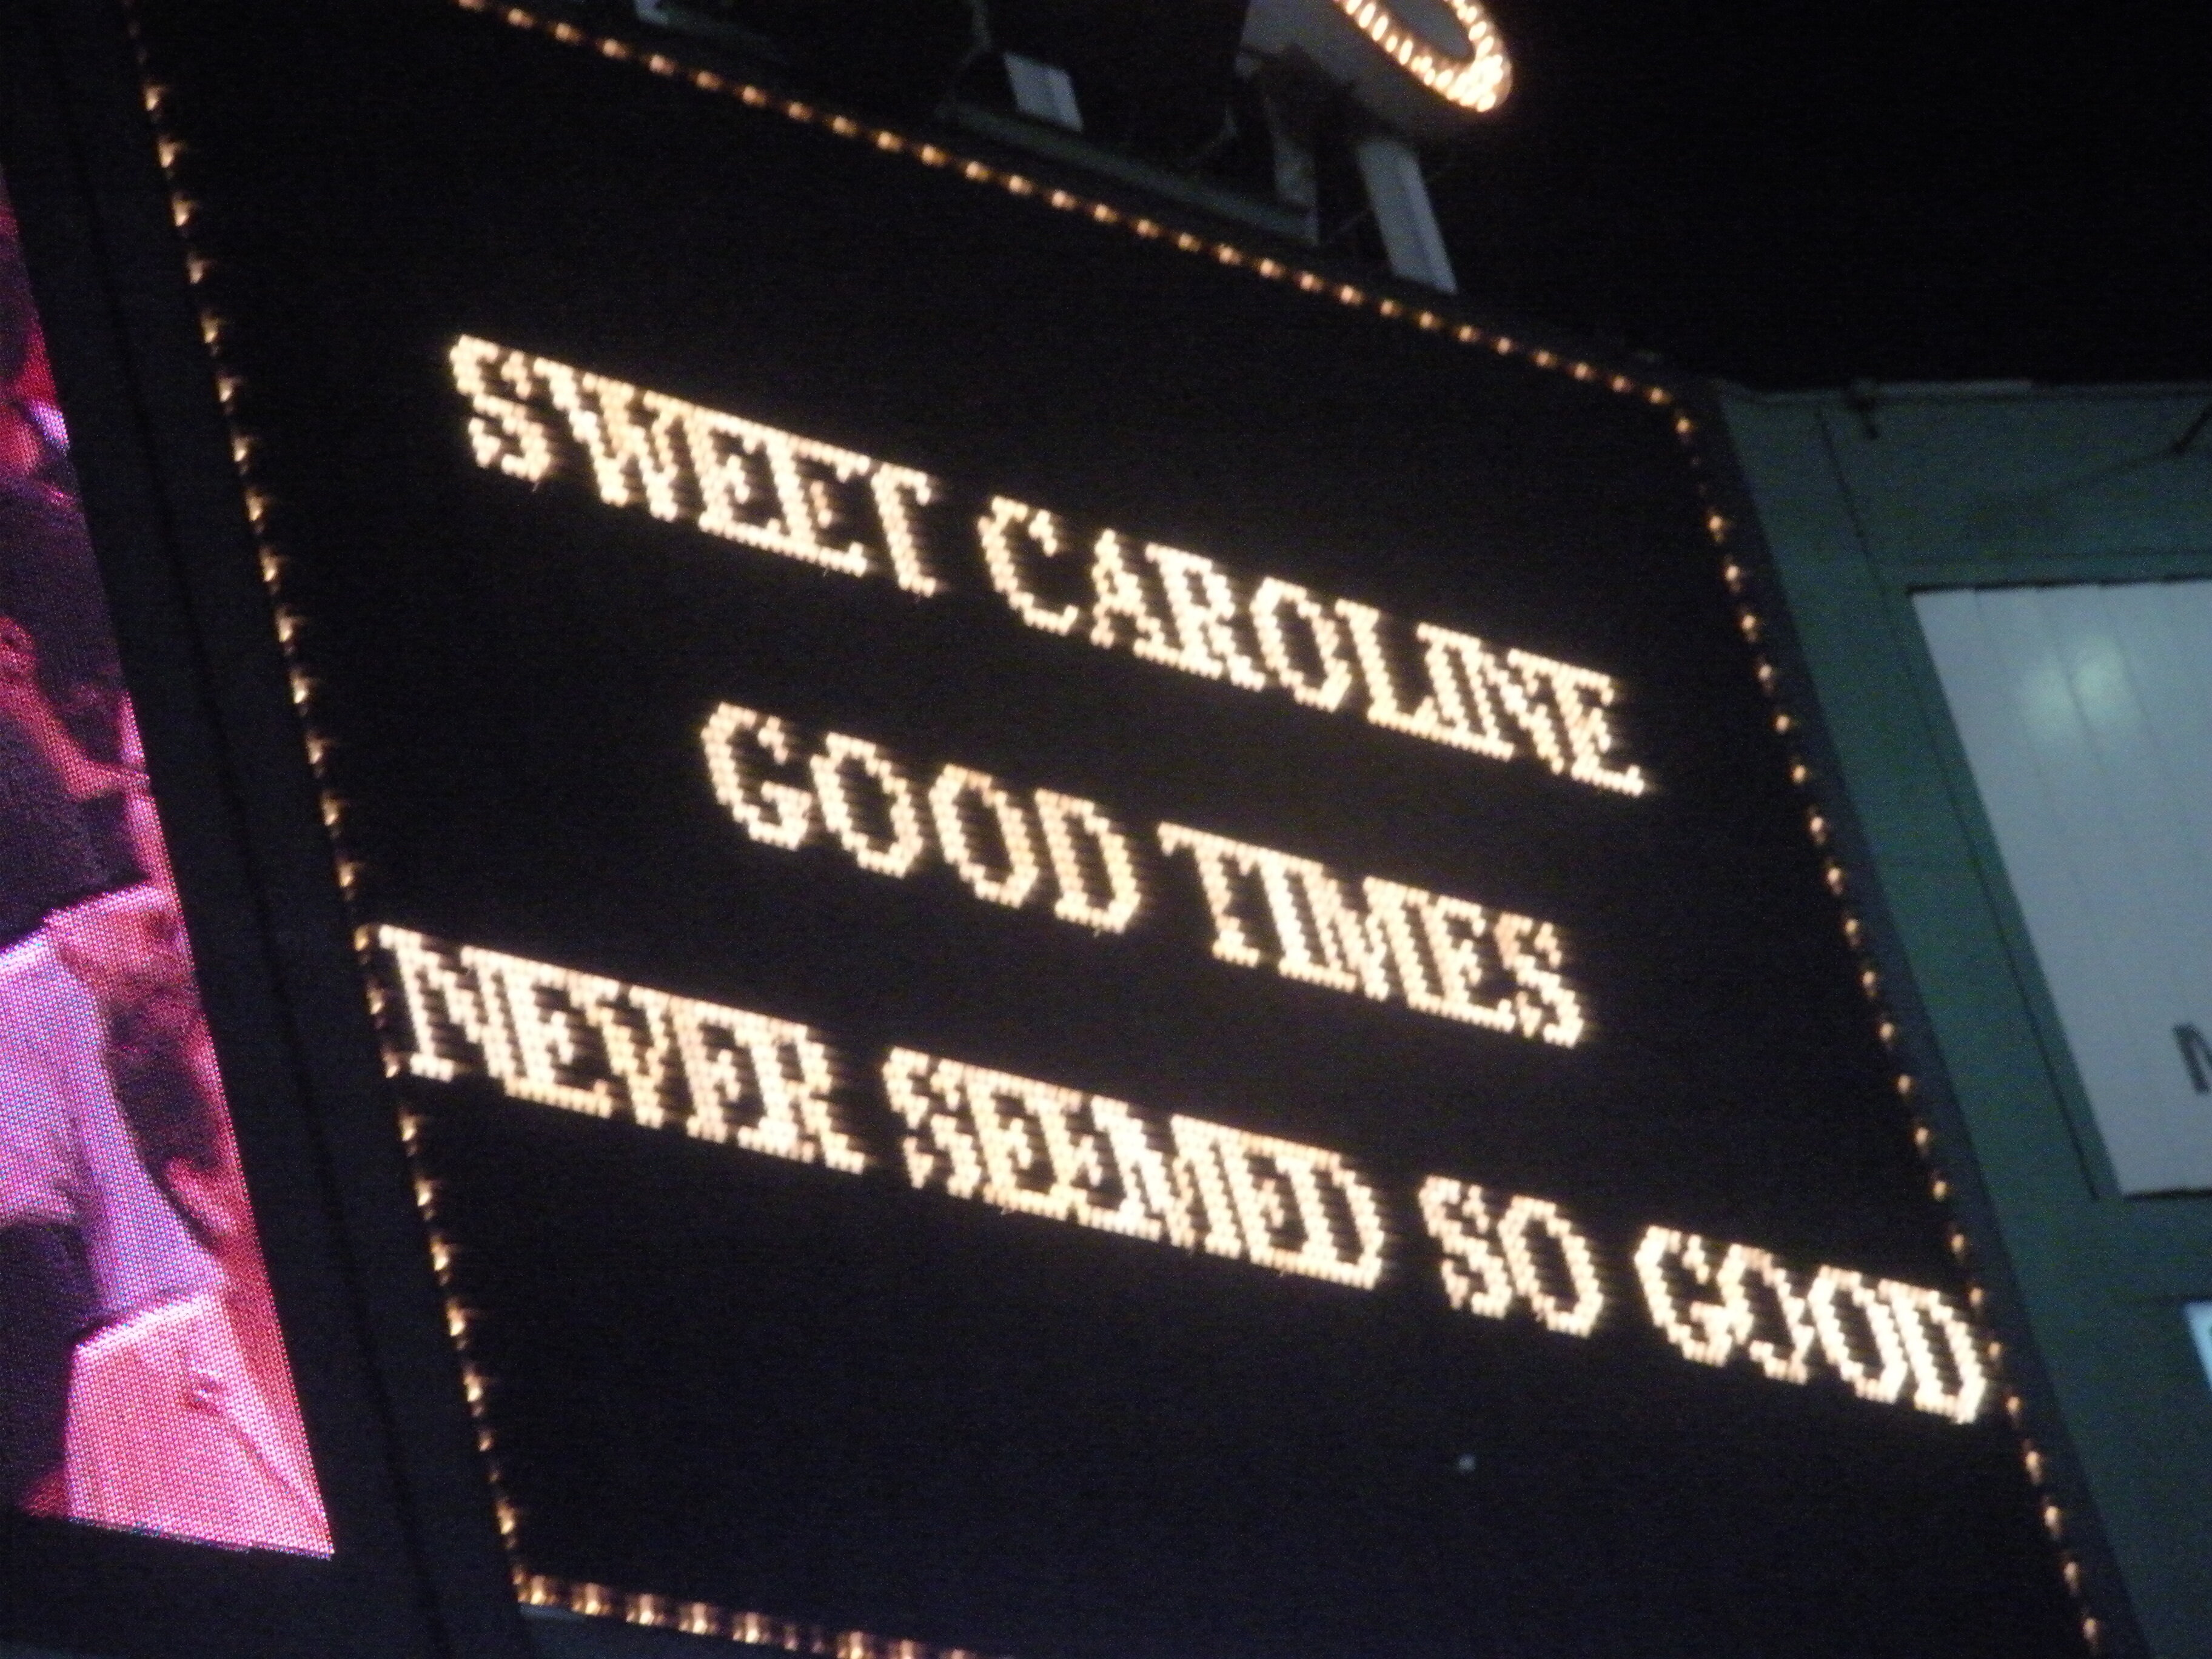 SWEET CAROLINE
GOOD TIMES
NEVER SEEMED SO GOOD